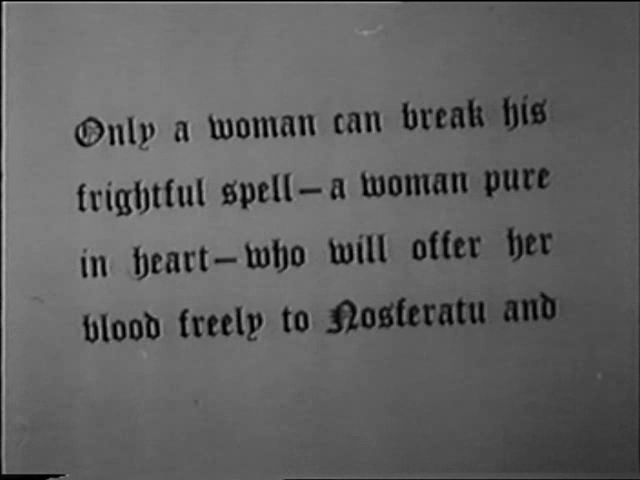 Only a woman can break his
frightful spell—a woman pure
in heart—who will offer her
blood freely to Nosferatu and